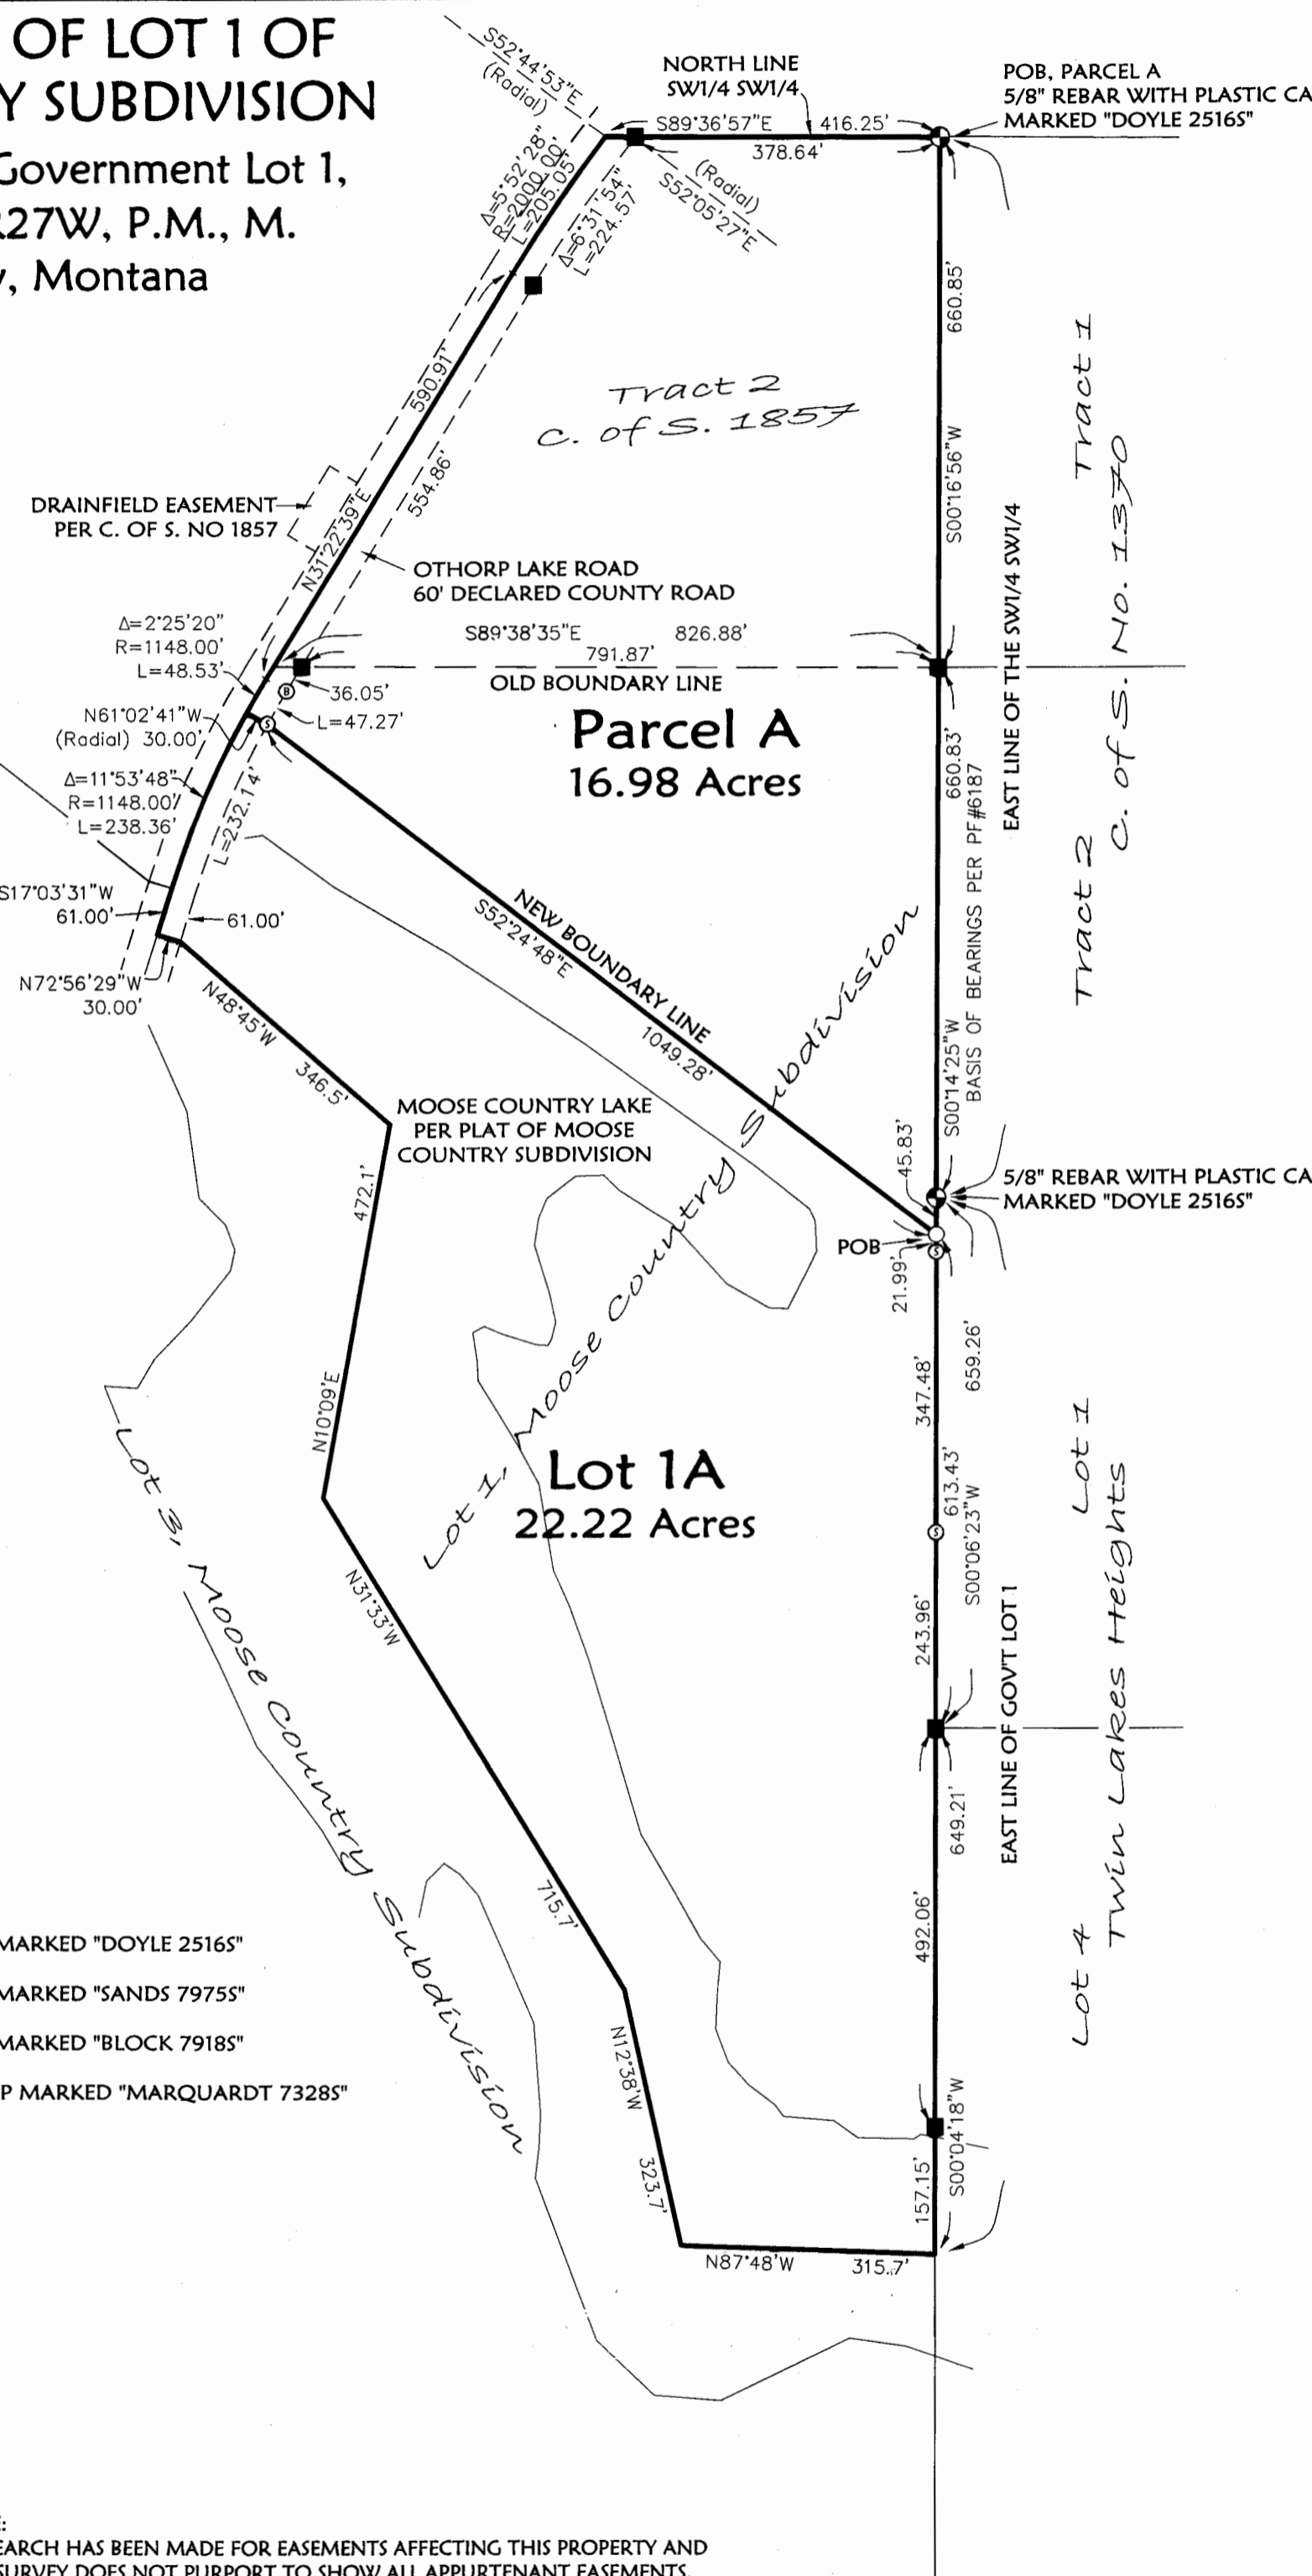 OF LOT 1 OF
Y SUBDIVISION
Government Lot 1,
27W, P.M., M.
, Montana
S52°44'53"E
(Radial)
NORTH LINE
SW1/4 SW1/4
S89°36'57"E 416.25'
378.64'
POB, PARCEL A
5/8" REBAR WITH PLASTIC CA
MARKED "DOYLE 2516S"
(Radial)
S52°05'27"E
Δ=5°52'28"
R=2000.00'
L=205.05'
Δ=6°31'54"
L=224.57'
660.85'
S00°16'56"W
590.91'
554.86'
N31°22'39"E
Tract 2
C. of S. 1857
Tract 1
C. of S. No. 1370
Tract 2
DRAINFIELD EASEMENT
PER C. OF S. NO 1857
OTHORP LAKE ROAD
60' DECLARED COUNTY ROAD
EAST LINE OF THE SW1/4 SW1/4
S89°38'35"E 826.88'
791.87'
OLD BOUNDARY LINE
Δ=2°25'20"
R=1148.00'
L=48.53'
B
36.05'
L=47.27'
N61°02'41"W
(Radial) 30.00'
S
Parcel A
16.98 Acres
Δ=11°53'48"
R=1148.00'
L=238.36'
L=232.14'
660.83'
BASIS OF BEARINGS PER PF#6187
S00°14'25"W
S17°03'31"W
61.00'
61.00'
N72°56'29"W
30.00'
NEW BOUNDARY LINE
S52°24'48"E
1049.28'
N48°45'W
346.5'
MOOSE COUNTRY LAKE
PER PLAT OF MOOSE
COUNTRY SUBDIVISION
45.83'
5/8" REBAR WITH PLASTIC CA
MARKED "DOYLE 2516S"
POB
S
21.99'
472.1'
N10°09'E
Lot 1, Moose Country Subdivision
659.26'
347.48'
613.43'
S00°06'23"W
S
243.96'
EAST LINE OF GOV'T LOT 1
Lot 1
Twin Lakes Heights
Lot 4
Lot 1A
22.22 Acres
Lot 3, Moose Country Subdivision
N31°33'W
715.7'
649.21'
492.06'
MARKED "DOYLE 2516S"
MARKED "SANDS 7975S"
MARKED "BLOCK 7918S"
P MARKED "MARQUARDT 7328S"
N12°38'W
323.7'
S00°04'18"W
157.15'
N87°48'W 315.7'
E:
EARCH HAS BEEN MADE FOR EASEMENTS AFFECTING THIS PROPERTY AND
SURVEY DOES NOT PURPORT TO SHOW ALL APPURTENANT EASEMENTS.